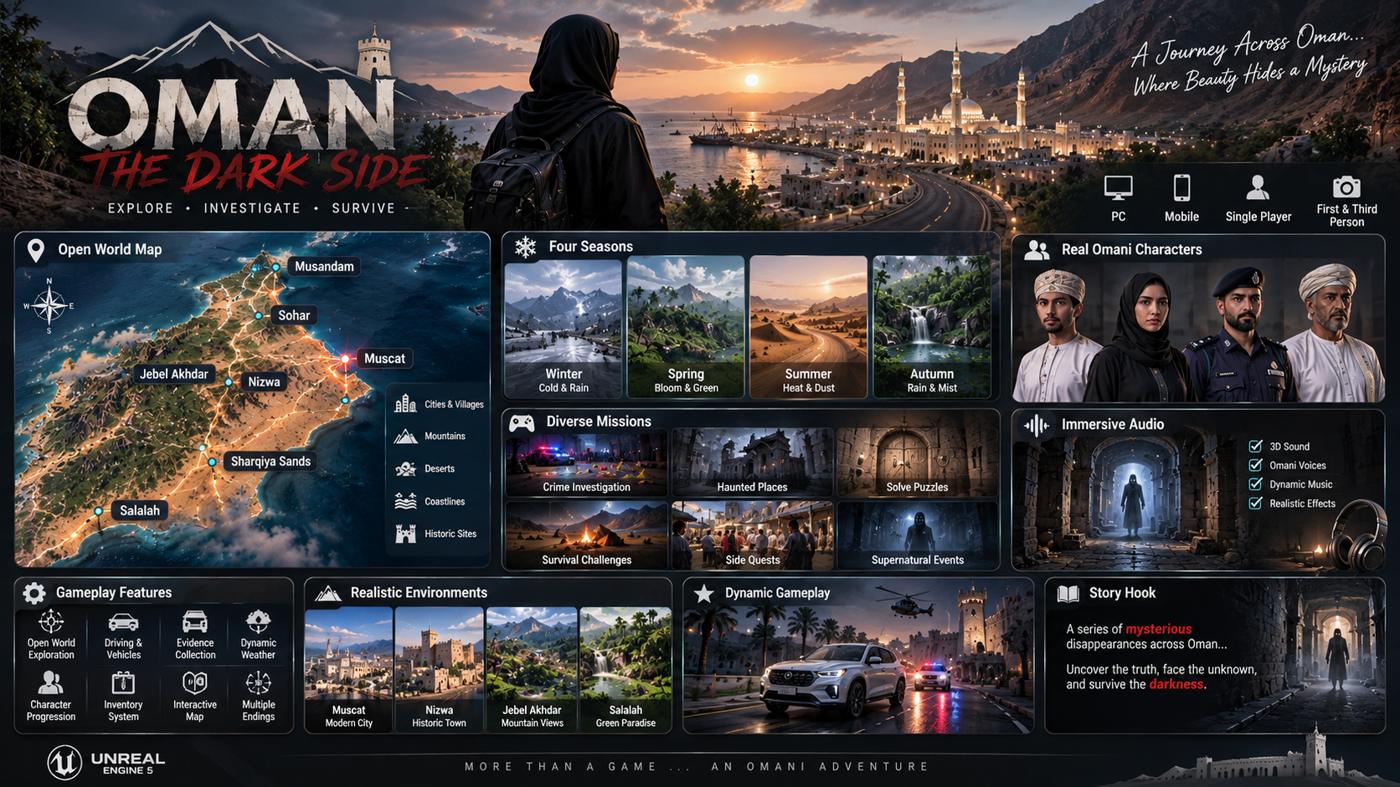 OMAN
THE DARK SIDE
· EXPLORE • INVESTIGATE • SURVIVE ·
A Journey Across Oman...
Where Beauty Hides a Mystery
PC
Mobile
Single Player
First & Third
Person
Open World Map
N
W
E
S
Musandam
Sohar
Muscat
Jebel Akhdar
Nizwa
Sharqiya Sands
Salalah
Cities & Villages
Mountains
Deserts
Coastlines
Historic Sites
Four Seasons
Winter
Cold & Rain
Spring
Bloom & Green
Summer
Heat & Dust
Autumn
Rain & Mist
Real Omani Characters
Diverse Missions
Crime Investigation
Haunted Places
Solve Puzzles
Survival Challenges
Side Quests
Supernatural Events
Immersive Audio
3D Sound
Omani Voices
Dynamic Music
Realistic Effects
Gameplay Features
Open World
Exploration
Driving &
Vehicles
Evidence
Collection
Dynamic
Weather
Character
Progression
Inventory
System
Interactive
Map
Multiple
Endings
Realistic Environments
Muscat
Modern City
Nizwa
Historic Town
Jebel Akhdar
Mountain Views
Salalah
Green Paradise
Dynamic Gameplay
Story Hook
A series of mysterious
disappearances across Oman...
Uncover the truth, face the unknown,
and survive the darkness.
UNREAL
ENGINE 5
MORE THAN A GAME ... AN OMANI ADVENTURE